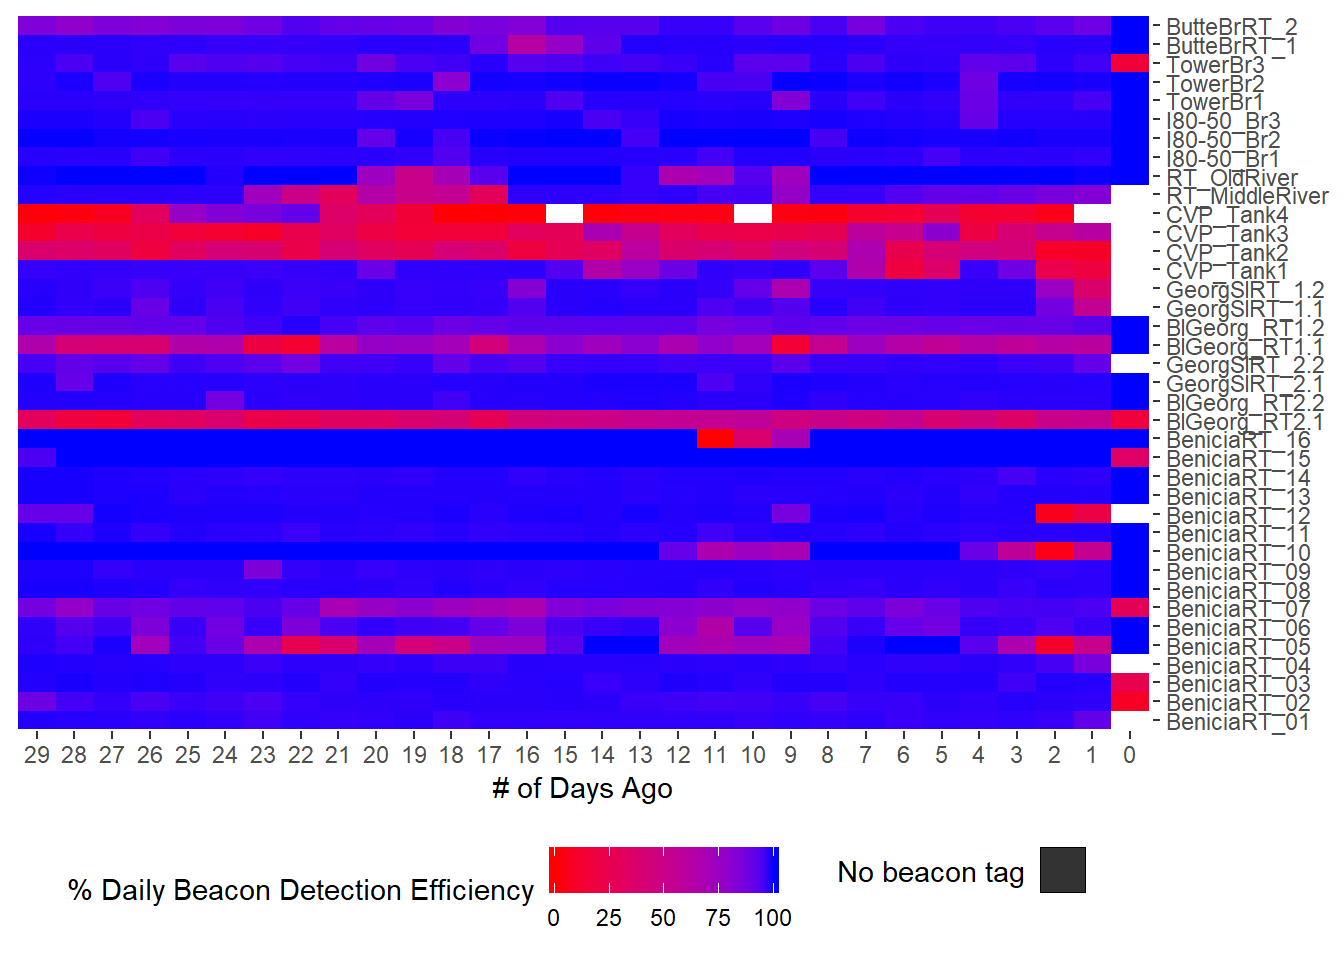 ButteBrRT_2
ButteBrRT_1
TowerBr3
TowerBr2
TowerBr1
I80-50_Br3
I80-50_Br2
I80-50_Br1
RT_OldRiver
RT_MiddleRiver
CVP_Tank4
CVP_Tank3
CVP_Tank2
CVP_Tank1
GeorgSlRT_1.2
GeorgSlRT_1.1
BlGeorg_RT1.2
BlGeorg_RT1.1
GeorgSlRT_2.2
GeorgSlRT_2.1
BlGeorg_RT2.2
BlGeorg_RT2.1
BeniciaRT_16
BeniciaRT_15
BeniciaRT_14
BeniciaRT_13
BeniciaRT_12
BeniciaRT_11
BeniciaRT_10
BeniciaRT_09
BeniciaRT_08
BeniciaRT_07
BeniciaRT_06
BeniciaRT_05
BeniciaRT_04
BeniciaRT_03
BeniciaRT_02
BeniciaRT_01
29 28 27 26 25 24 23 22 21 20 19 18 17 16 15 14 13 12 11 10 9 8 7 6 5 4 3 2 1 0
# of Days Ago
% Daily Beacon Detection Efficiency
0 25 50 75 100
No beacon tag